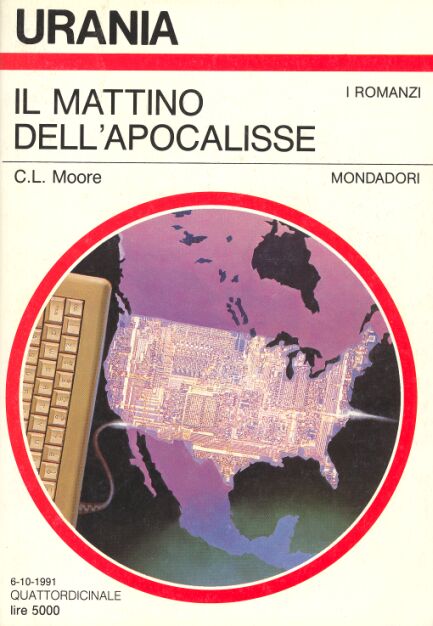 URANIA
I ROMANZI
IL MATTINO
DELL'APOCALISSE
C.L. Moore
MONDADORI
6-10-1991
QUATTORDICINALE
lire 5000